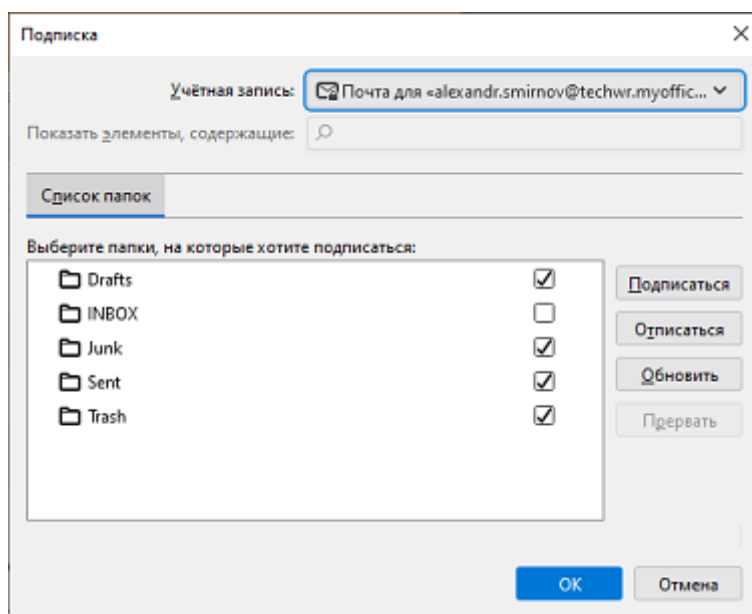 Подписка
Учётная запись: Почта для «alexandr.smirnov@techwr.myoffic...
Показать элементы, содержащие:
Список папок
Выберите папки, на которые хотите подписаться:
Drafts
INBOX
Junk
Sent
Trash
Подписаться
Отписаться
Обновить
Прервать
ОК
Отмена